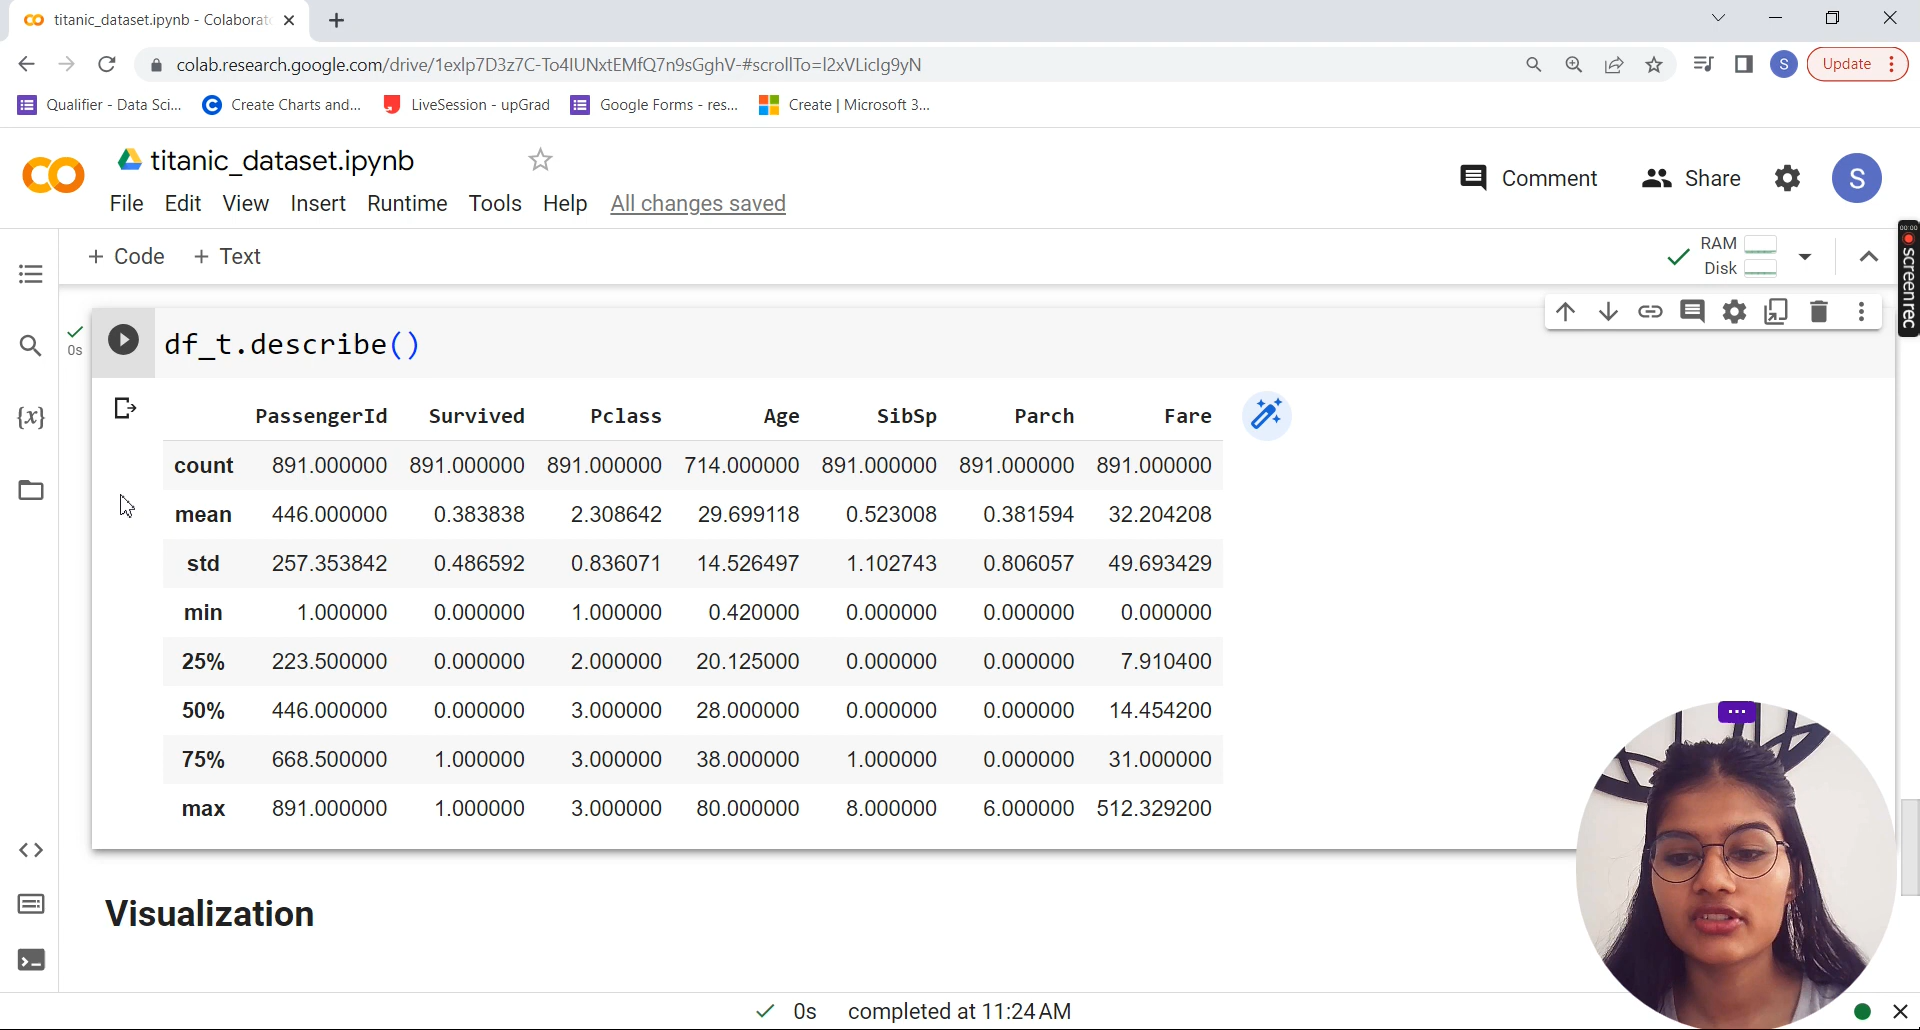 titanic_dataset.ipynb - Colaborat
colab.research.google.com/drive/1exlp7D3z7C-To4IUNxtEMfQ7n9sGghV-#scrollTo=I2xVLicIg9yN
S
Update
Qualifier - Data Sci...
Create Charts and...
LiveSession - upGrad
Google Forms - res...
Create | Microsoft 3...
titanic_dataset.ipynb
Comment
Share
S
File Edit View Insert Runtime Tools Help All changes saved
+ Code + Text
RAM
Disk
00:00
screenrec
{x}
0s
df_t.describe()
PassengerId Survived Pclass Age SibSp Parch Fare
count 891.000000 891.000000 891.000000 714.000000 891.000000 891.000000 891.000000
mean 446.000000 0.383838 2.308642 29.699118 0.523008 0.381594 32.204208
std 257.353842 0.486592 0.836071 14.526497 1.102743 0.806057 49.693429
min 1.000000 0.000000 1.000000 0.420000 0.000000 0.000000 0.000000
25% 223.500000 0.000000 2.000000 20.125000 0.000000 0.000000 7.910400
50% 446.000000 0.000000 3.000000 28.000000 0.000000 0.000000 14.454200
75% 668.500000 1.000000 3.000000 38.000000 1.000000 0.000000 31.000000
max 891.000000 1.000000 3.000000 80.000000 8.000000 6.000000 512.329200
Visualization
0s completed at 11:24 AM